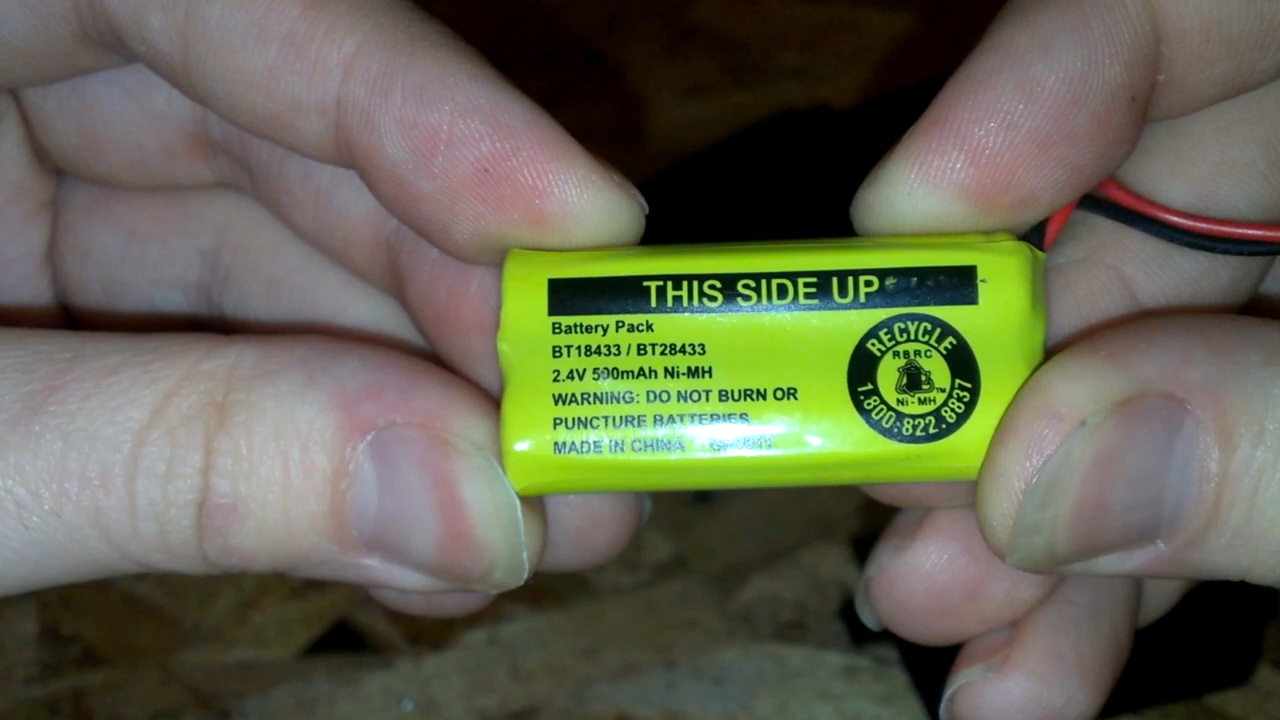 THIS SIDE UP
Battery Pack
BT18433 / BT28433
2.4V 500mAh Ni-MH
WARNING: DO NOT BURN OR
PUNCTURE BATTERIES
MADE IN CHINA
RECYCLE
RBRC
TM
Ni-MH
1.800.822.8837